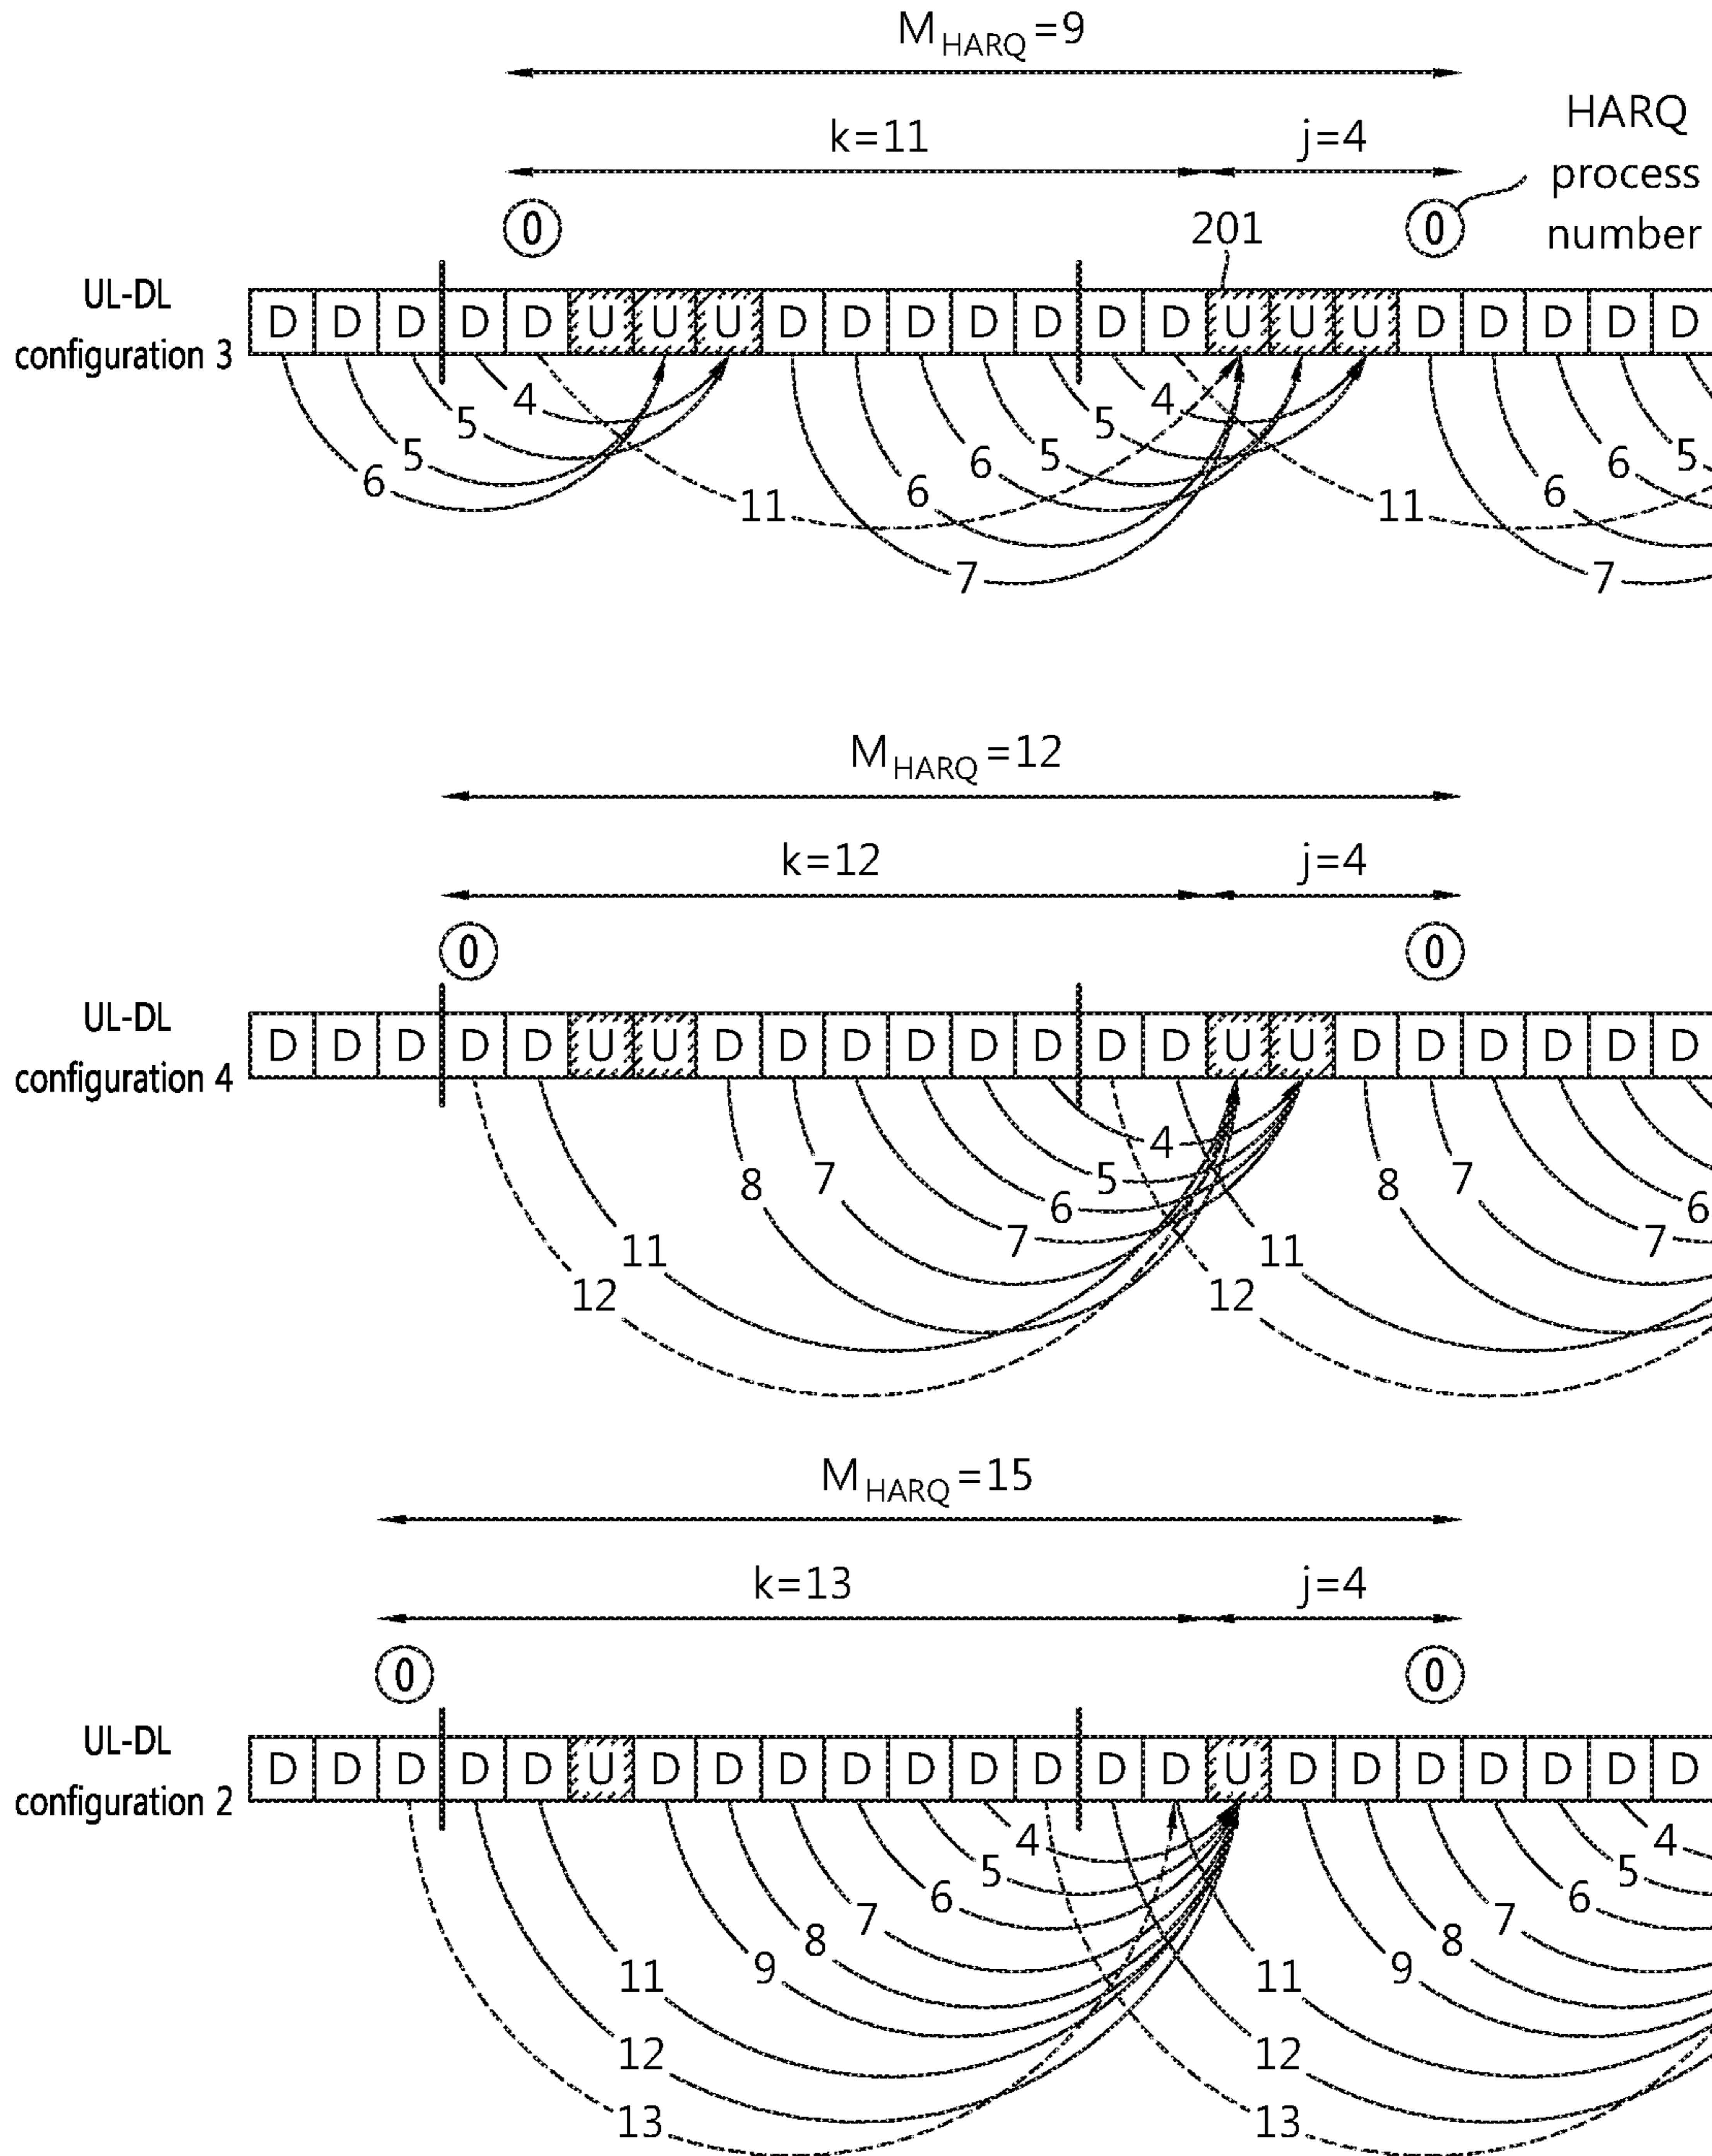 M HARQ =9
k=11 j=4
HARQ
process
number
0 201 0
UL-DL
configuration 3
D D D D D U U U D D D D D D D U U U D D D D D
4 4
5 5
5 6 5 6 5
6 11 6 11 6
7 7
M HARQ =12
k=12 j=4
0 0
UL-DL
configuration 4
D D D D D U U D D D D D D D D U U D D D D D D
4
8 7 5 8 7
6 6
7 7
11 11
12 12
M HARQ =15
k=13 j=4
0 0
UL-DL
configuration 2
D D D D D U D D D D D D D D D U D D D D D D D
4 4
5 5
6 6
7 7
8 8
9 9
11 11
12 12
13 13